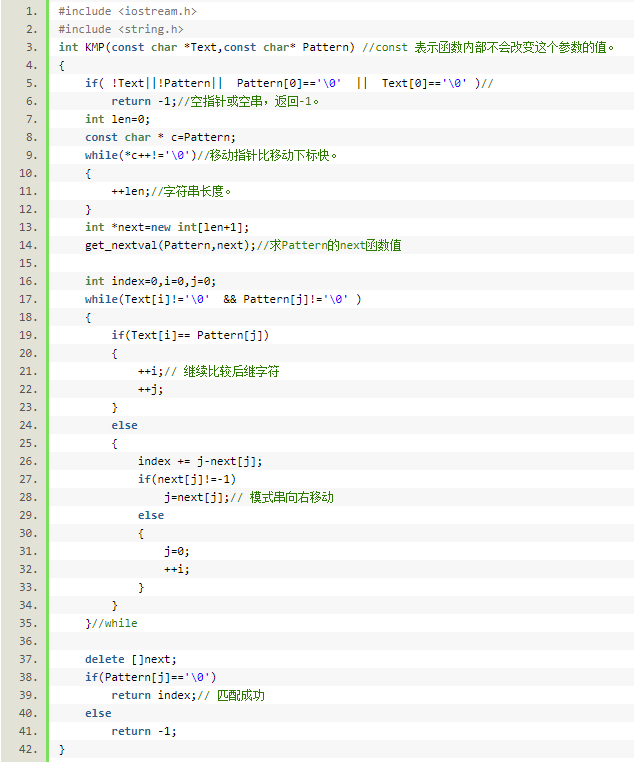 1. #include <iostream.h>
2. #include <string.h>
3. int KMP(const char *Text,const char* Pattern) //const 表示函数内部不会改变这个参数的值。
4. {
5.     if( !Text||!Pattern||  Pattern[0]=='\0'  ||  Text[0]=='\0' )//
6.         return -1;//空指针或空串，返回-1。
7.     int len=0;
8.     const char * c=Pattern;
9.     while(*c++!='\0')//移动指针比移动下标快。
10.     {
11.         ++len;//字符串长度。
12.     }
13.     int *next=new int[len+1];
14.     get_nextval(Pattern,next);//求Pattern的next函数值
15.
16.     int index=0,i=0,j=0;
17.     while(Text[i]!='\0'  && Pattern[j]!='\0' )
18.     {
19.         if(Text[i]== Pattern[j])
20.         {
21.             ++i;// 继续比较后继字符
22.             ++j;
23.         }
24.         else
25.         {
26.             index += j-next[j];
27.             if(next[j]!=-1)
28.                 j=next[j];// 模式串向右移动
29.             else
30.             {
31.                 j=0;
32.                 ++i;
33.             }
34.         }
35.     }//while
36.
37.     delete []next;
38.     if(Pattern[j]=='\0')
39.         return index;// 匹配成功
40.     else
41.         return -1;
42. }